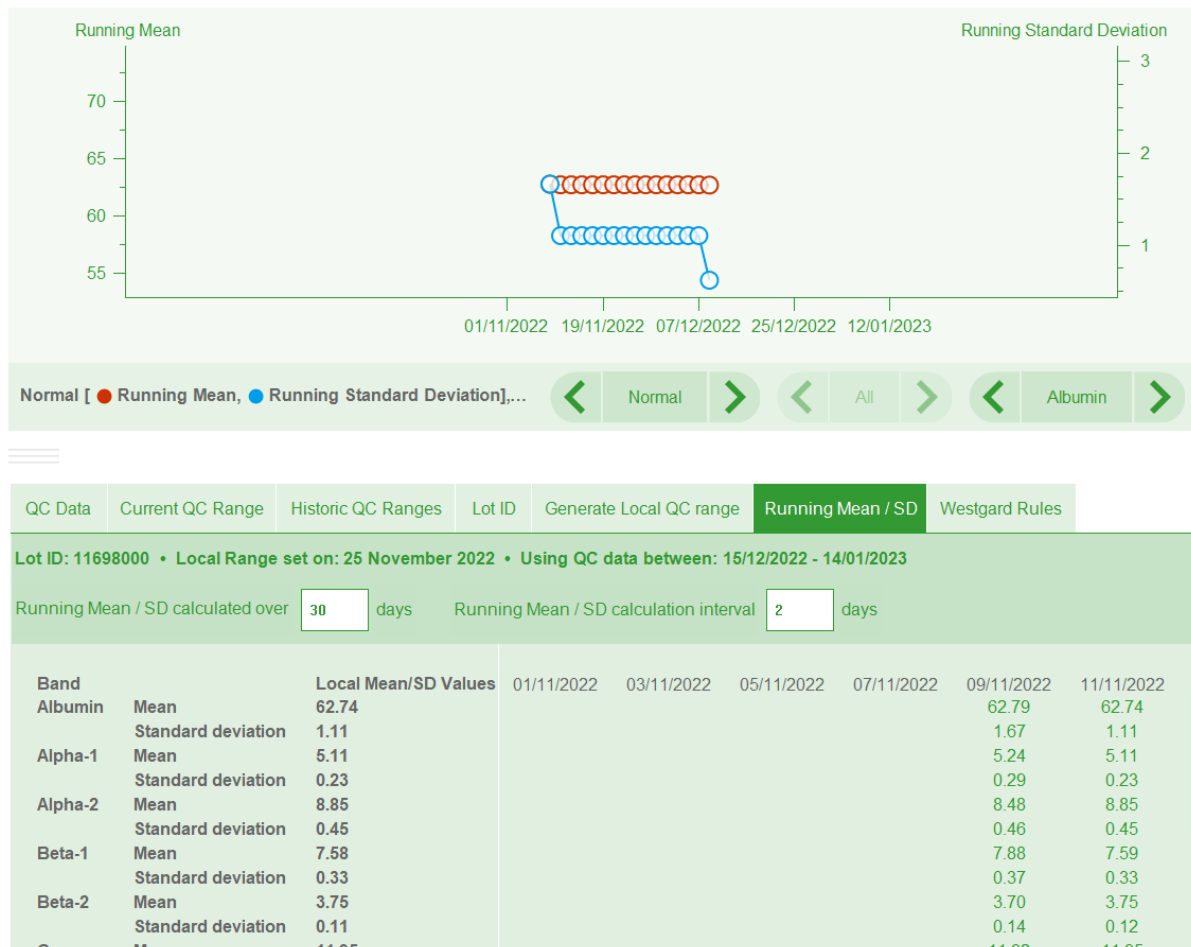 Running Mean Running Standard Deviation
3
70
65 2
60
1
55
01/11/2022 19/11/2022 07/12/2022 25/12/2022 12/01/2023
Normal [ Running Mean, Running Standard Deviation],... Normal All Albumin
QC Data Current QC Range Historic QC Ranges Lot ID Generate Local QC range Running Mean / SD Westgard Rules
Lot ID: 11698000 • Local Range set on: 25 November 2022 • Using QC data between: 15/12/2022 - 14/01/2023
Running Mean / SD calculated over 30 days Running Mean / SD calculation interval 2 days
Band Local Mean/SD Values 01/11/2022 03/11/2022 05/11/2022 07/11/2022 09/11/2022 11/11/2022
Albumin Mean 62.74 62.79 62.74
Standard deviation 1.11 1.67 1.11
Alpha-1 Mean 5.11 5.24 5.11
Standard deviation 0.23 0.29 0.23
Alpha-2 Mean 8.85 8.48 8.85
Standard deviation 0.45 0.46 0.45
Beta-1 Mean 7.58 7.88 7.59
Standard deviation 0.33 0.37 0.33
Beta-2 Mean 3.75 3.70 3.75
Standard deviation 0.11 0.14 0.12